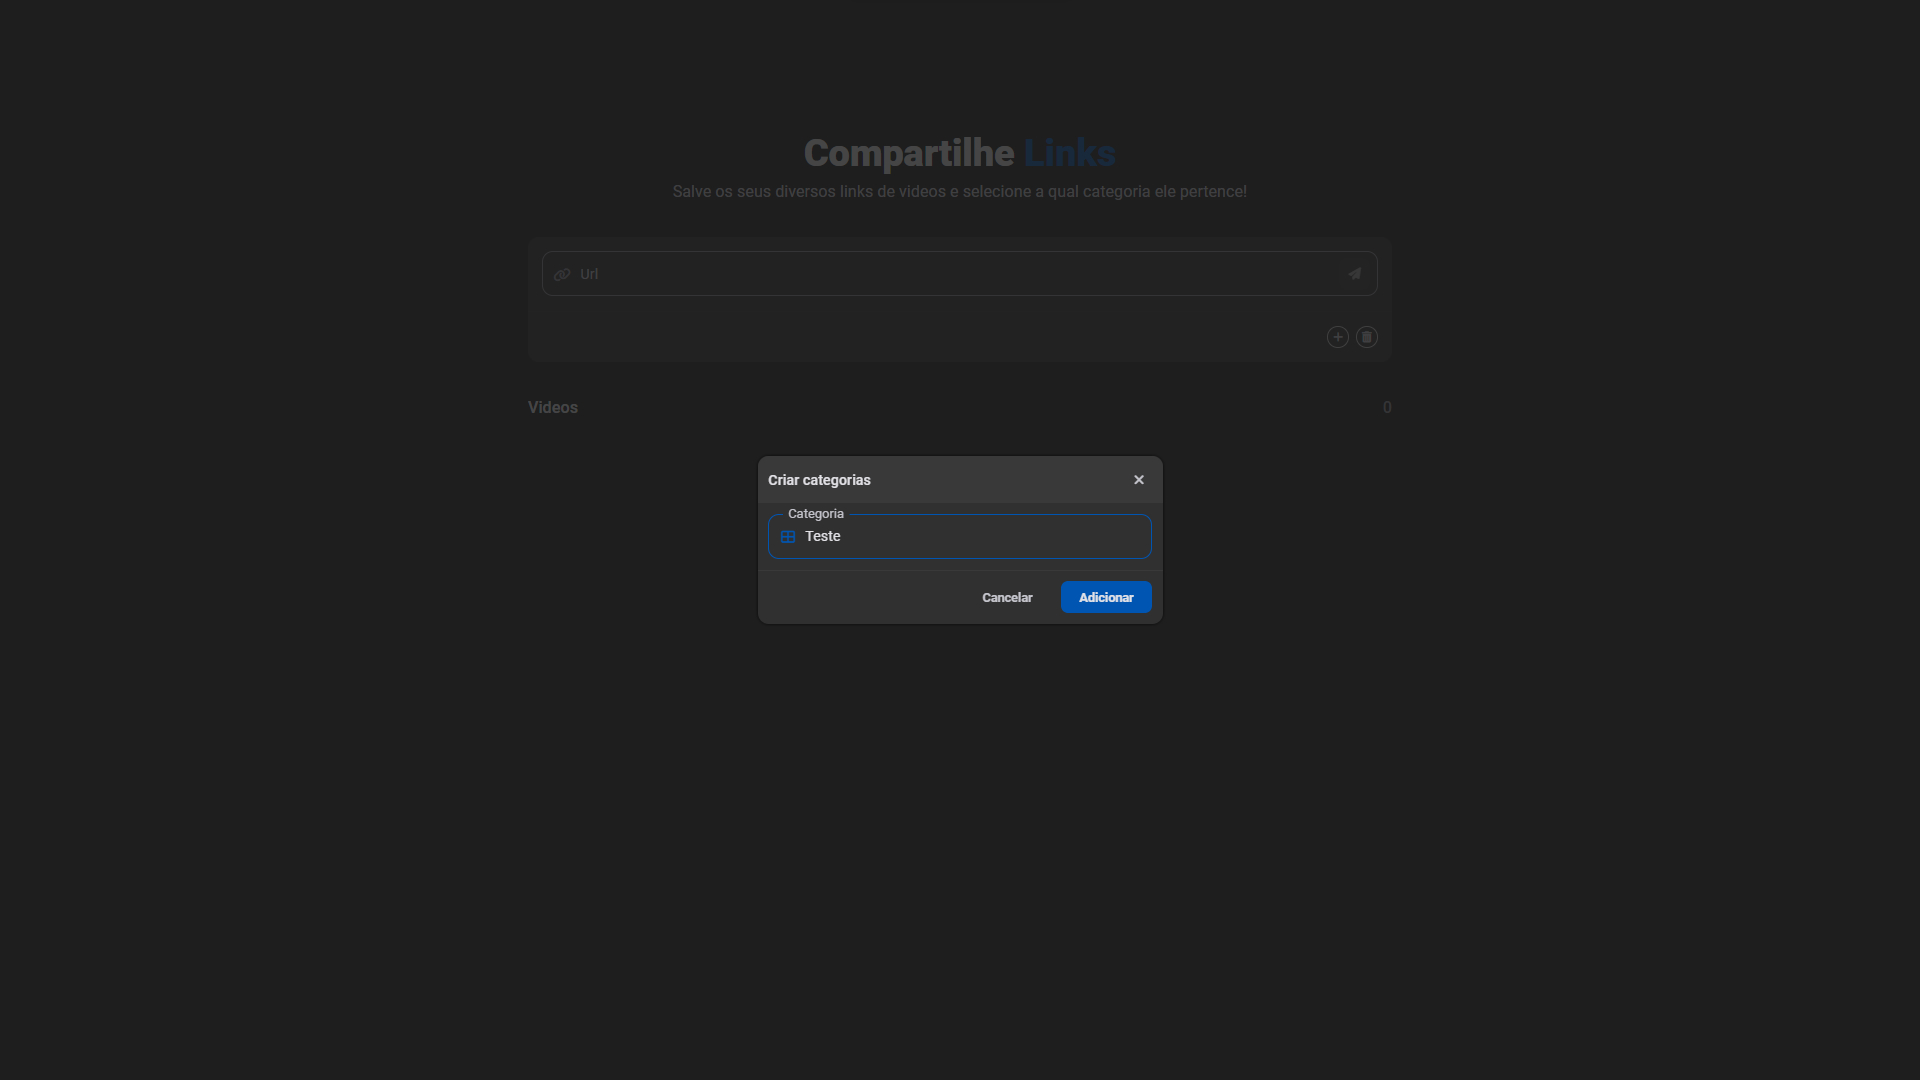 Compartilhe Links
Salve os seus diversos links de videos e selecione a qual categoria ele pertence!
Url
Videos
0
Criar categorias
Categoria
Teste
Cancelar
Adicionar